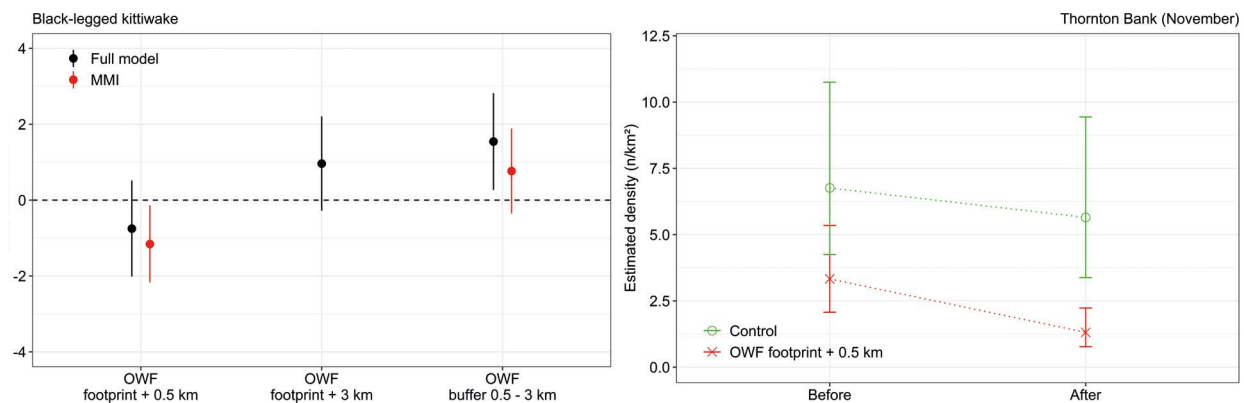 Black-legged kittiwake
4
2
0
-2
-4
Full model
MMI
OWF
footprint + 0.5 km
OWF
footprint + 3 km
OWF
buffer 0.5 - 3 km
Thornton Bank (November)
Estimated density (n/km²)
12.5
10.0
7.5
5.0
2.5
0.0
Control
OWF footprint + 0.5 km
Before
After